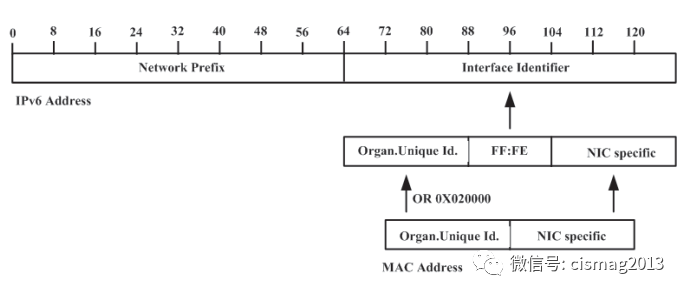 0 8 16 24 32 40 48 56 64 72 80 88 96 104 112 120
Network Prefix Interface Identifier
IPv6 Address
Organ.Unique Id. FF:FE NIC specific
OR 0X020000
Organ.Unique Id. NIC specific
MAC Address
微信号: cismag2013